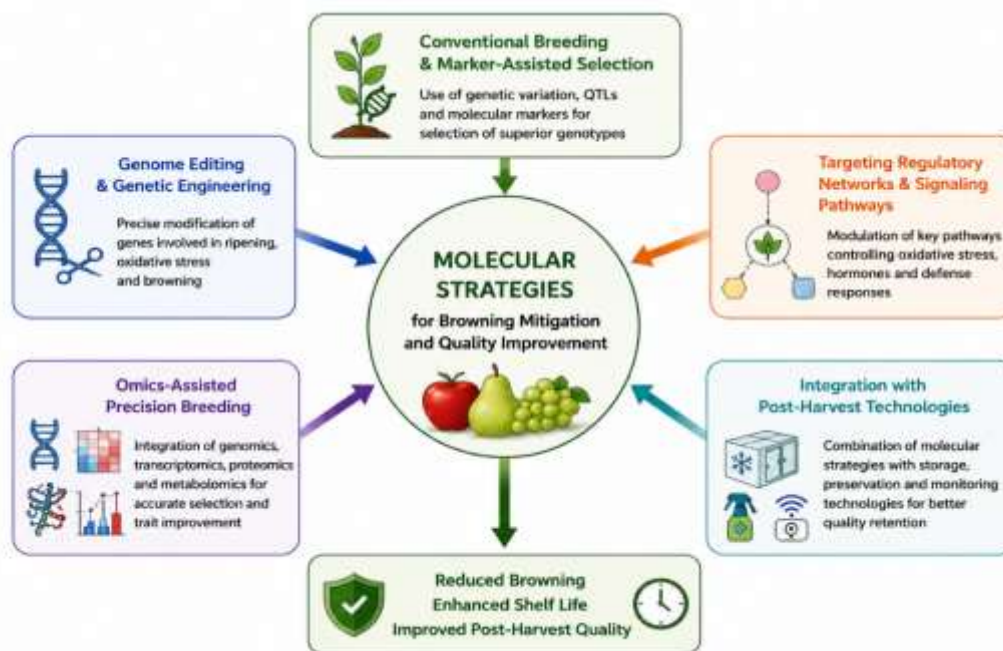 Conventional Breeding
& Marker-Assisted Selection
Use of genetic variation, QTLs
and molecular markers for
selection of superior genotypes
Genome Editing
& Genetic Engineering
Precise modification of
genes involved in ripening,
oxidative stress
and browning
Targeting Regulatory
Networks & Signaling
Pathways
Modulation of key pathways
controlling oxidative stress,
hormones and defense
responses
MOLECULAR
STRATEGIES
for Browning Mitigation
and Quality Improvement
Omics-Assisted
Precision Breeding
Integration of genomics,
transcriptomics, proteomics
and metabolomics for
accurate selection and
trait improvement
Integration with
Post-Harvest Technologies
Combination of molecular
strategies with storage,
preservation and monitoring
technologies for better
quality retention
Reduced Browning
Enhanced Shelf Life
Improved Post-Harvest Quality